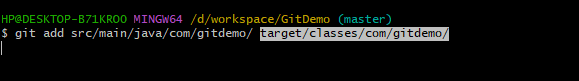 HP@DESKTOP-B71KROO MINGW64 /d/workspace/GitDemo (master)
$ git add src/main/java/com/gitdemo/ target/classes/com/gitdemo/